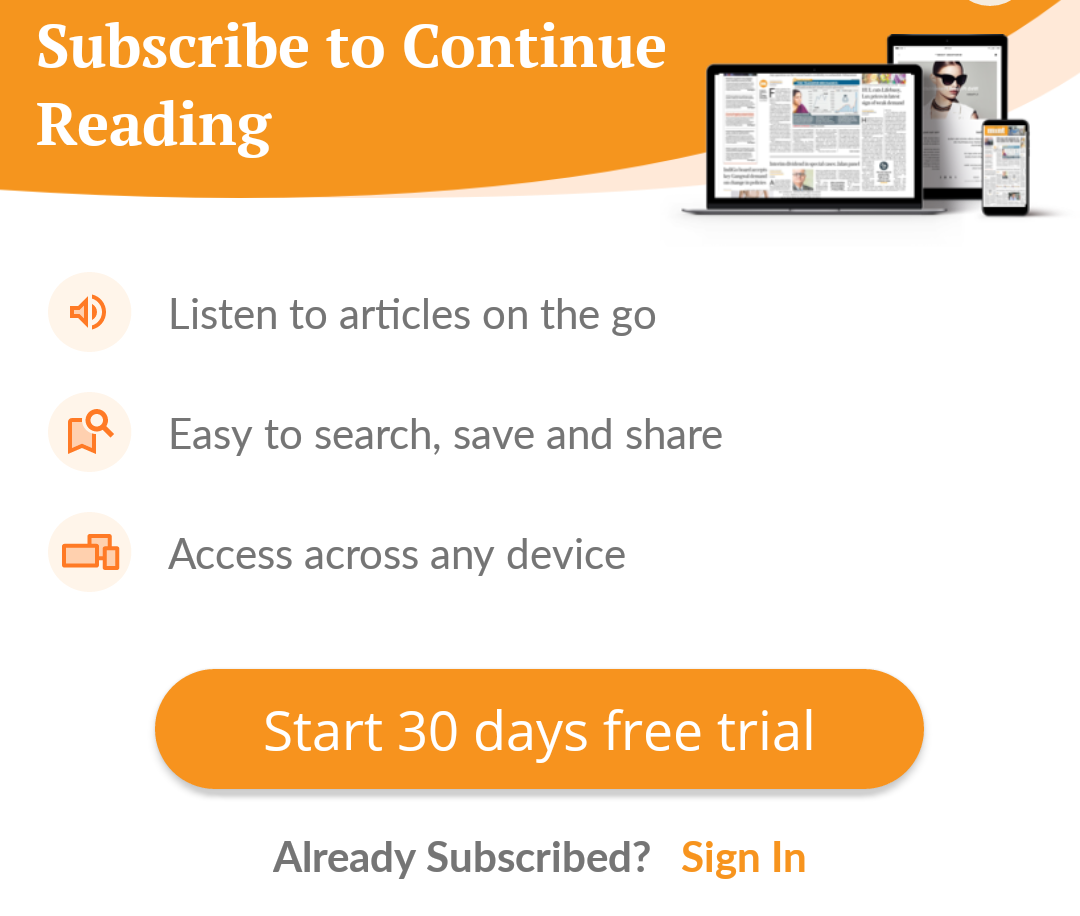 Subscribe to Continue
Reading
mint
Listen to articles on the go
Easy to search, save and share
Access across any device
Start 30 days free trial
Already Subscribed? Sign In